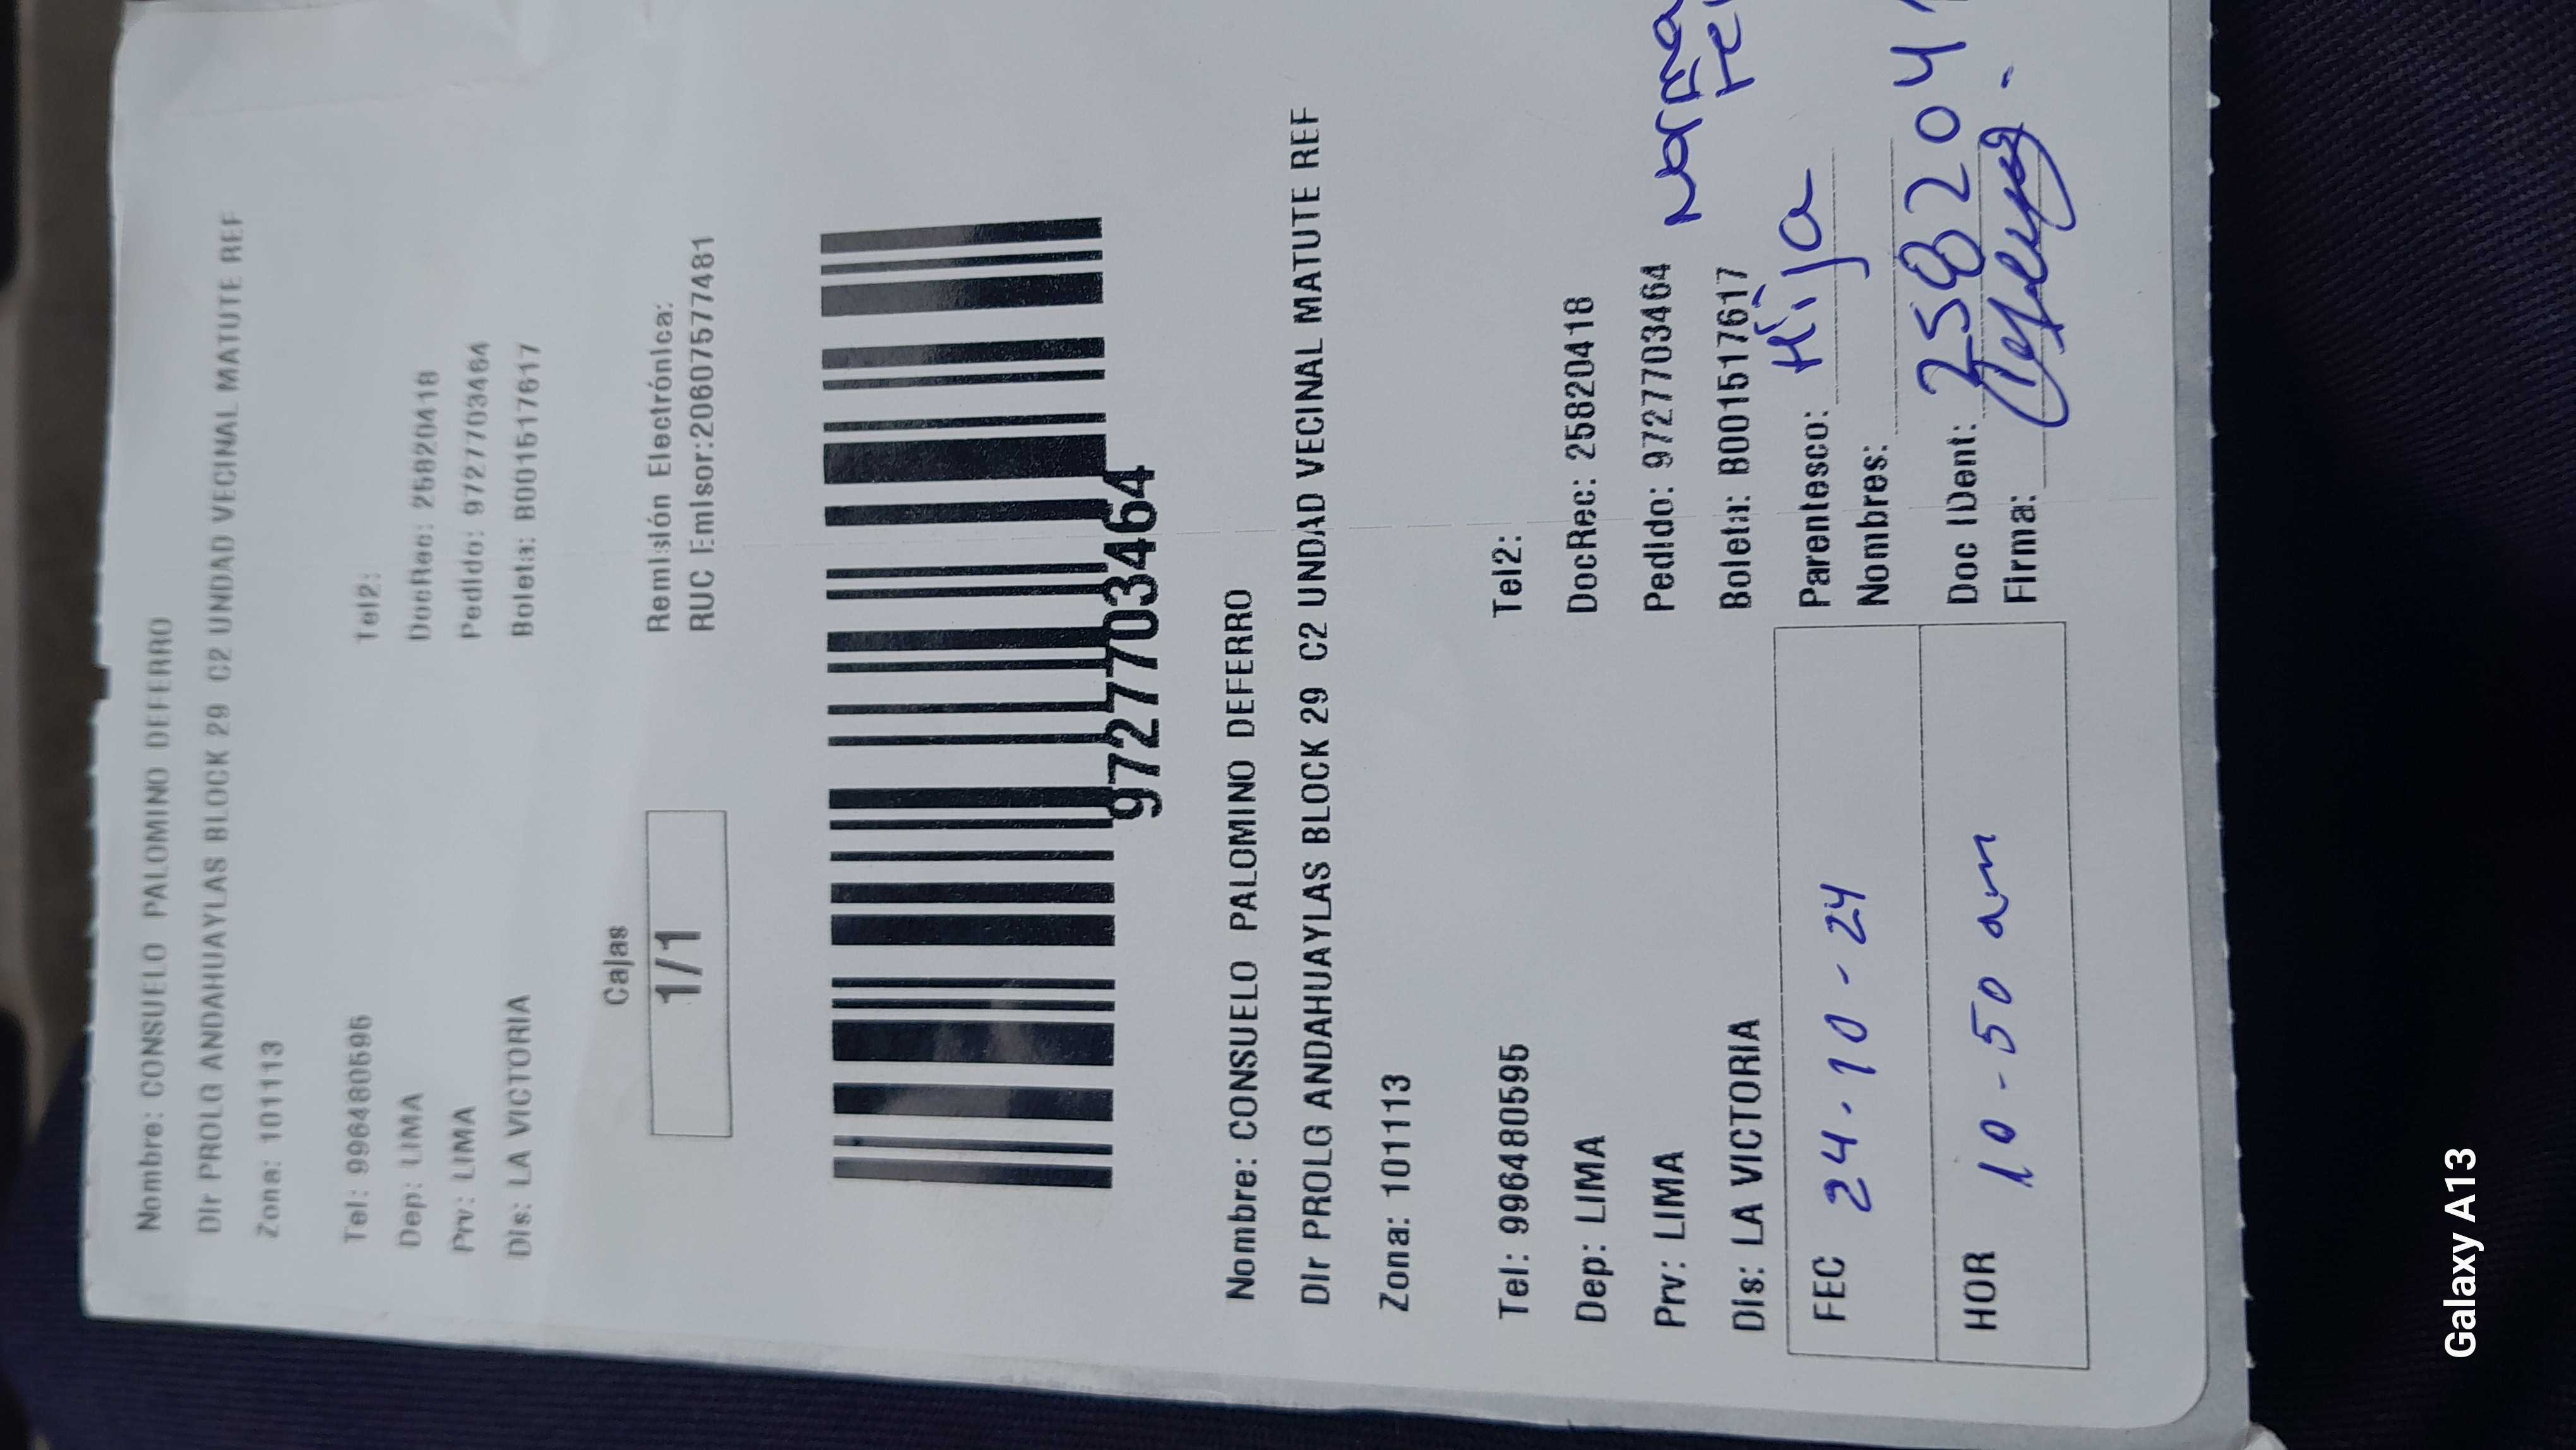 Nombre: CONSUELO PALOMINO DEFERRO
DIr PROLG ANDAHUAYLAS BLOCK 29 C2 UNDAD VECINAL MATUTE REF
Zona: 101113
Tel: 996480595 Tel2:
Dep: LIMA DocRec: 25820418
Prv: LIMA Pedido: 9727703464
Dis: LA VICTORIA Boleta: B001517617
Cajas Remisión Electrónica:
1/1 RUC Emisor:20607577481
9727703464
Nombre: CONSUELO PALOMINO DEFERRO
DIr PROLG ANDAHUAYLAS BLOCK 29 C2 UNDAD VECINAL MATUTE REF
Zona: 101113
Tel: 996480595 Tel2:
Dep: LIMA DocRec: 25820418
Prv: LIMA Pedido: 9727703464
Norma
Dis: LA VICTORIA Boleta: B001517617
FEC 24-10-24 Parentesco: Hija
Nombres:
HOR 10-50 am Doc IDent: 2582041
Firma:
Galaxy A13